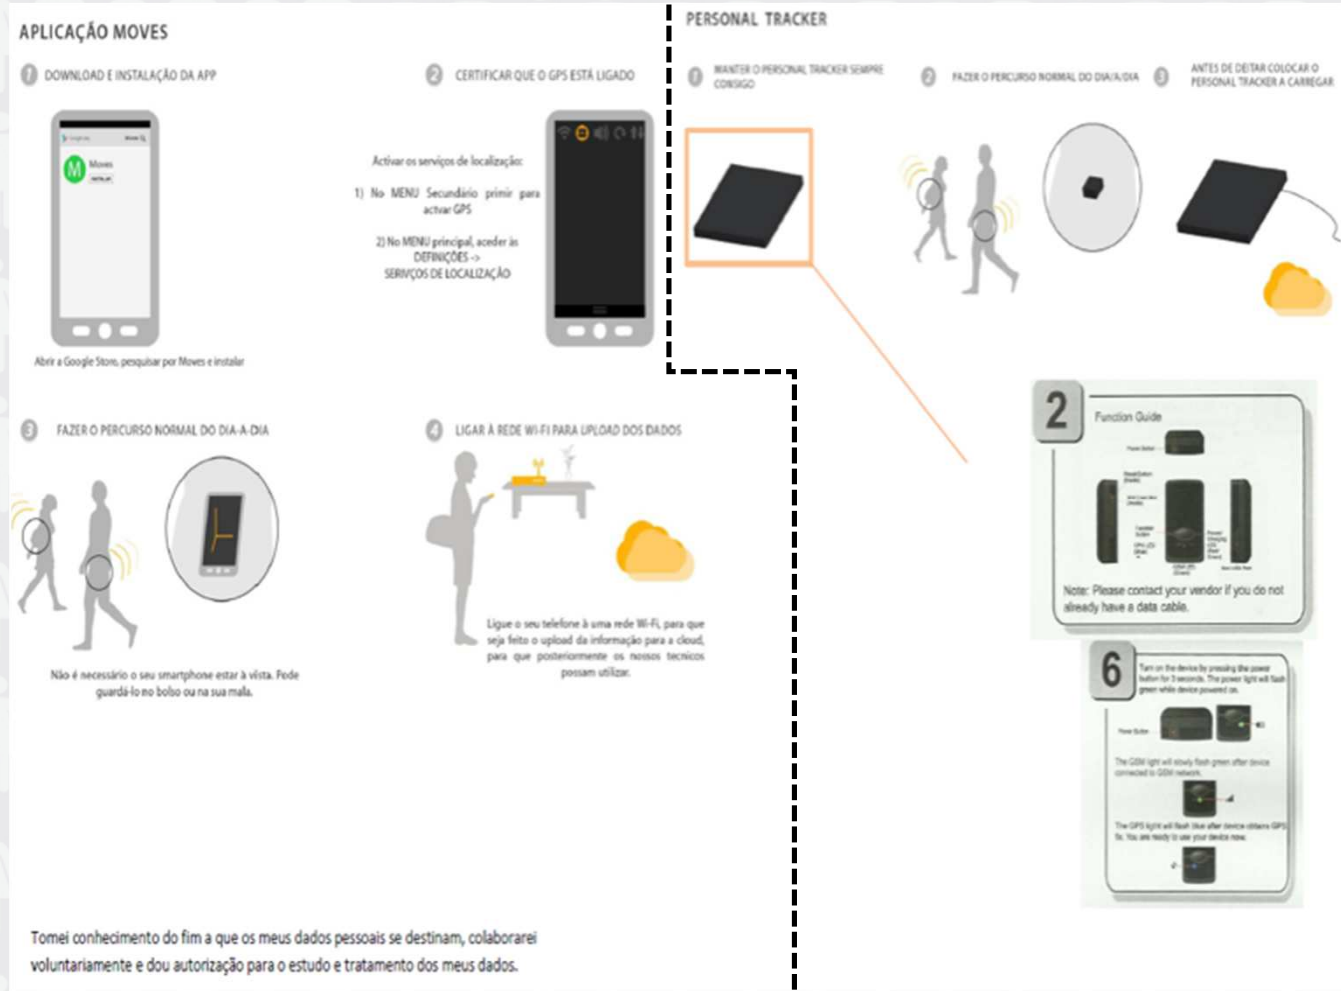 APLICAÇÃO MOVES
1 DOWNLOAD E INSTALAÇÃO DA APP
Moves
INSTALAR
Abrir a Google Store, pesquisar por Moves e instalar
2 CERTIFICAR QUE O GPS ESTÁ LIGADO
Activar os serviços de localização:
1) No MENU Secundário primir para
activar GPS
2) No MENU principal, aceder às
DEFINIÇÕES ->
SERIVÇOS DE LOCALIZAÇÃO
3 FAZER O PERCURSO NORMAL DO DIA-A-DIA
Não é necessário o seu smartphone estar à vista. Pode
guardá-lo no bolso ou na sua mala.
4 LIGAR À REDE WI-FI PARA UPLOAD DOS DADOS
Ligue o seu telefone à uma rede Wi-Fi, para que
seja feito o upload da informação para a cloud,
para que posteriormente os nossos tecnicos
possam utilizar.
Tomei conhecimento do fim a que os meus dados pessoais se destinam, colaborarei
voluntariamente e dou autorização para o estudo e tratamento dos meus dados.
PERSONAL TRACKER
1 MANTER O PERSONAL TRACKER SEMPRE
CONSIGO
2 FAZER O PERCURSO NORMAL DO DIA/A/DIA
3 ANTES DE DEITAR COLOCAR O
PERSONAL TRACKER A CARREGAR
2
Function Guide
Power Button
Note: Please contact your vendor if you do not
already have a data cable.
6
Turn on the device by pressing the power
button for 3 seconds. The power light will flash
green while device powered on.
Power Button
The GSM light will slowly flash green after device
connected to GSM network.
The GPS light will flash blue after device obtains GPS
fix. You are ready to use your device now.